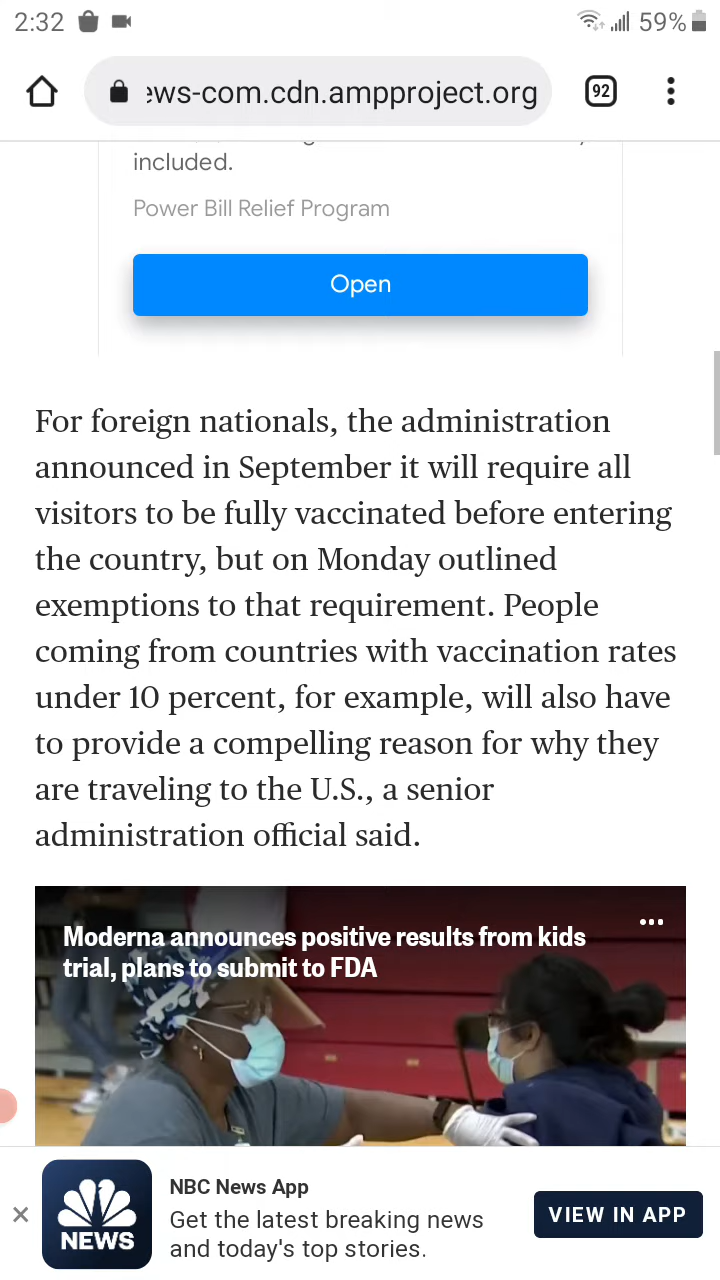 2:32
59%
ews-com.cdn.ampproject.org
92
included.
Power Bill Relief Program
Open
For foreign nationals, the administration
announced in September it will require all
visitors to be fully vaccinated before entering
the country, but on Monday outlined
exemptions to that requirement. People
coming from countries with vaccination rates
under 10 percent, for example, will also have
to provide a compelling reason for why they
are traveling to the U.S., a senior
administration official said.
Moderna announces positive results from kids
trial, plans to submit to FDA
NBC News App
Get the latest breaking news
and today's top stories.
NEWS
VIEW IN APP